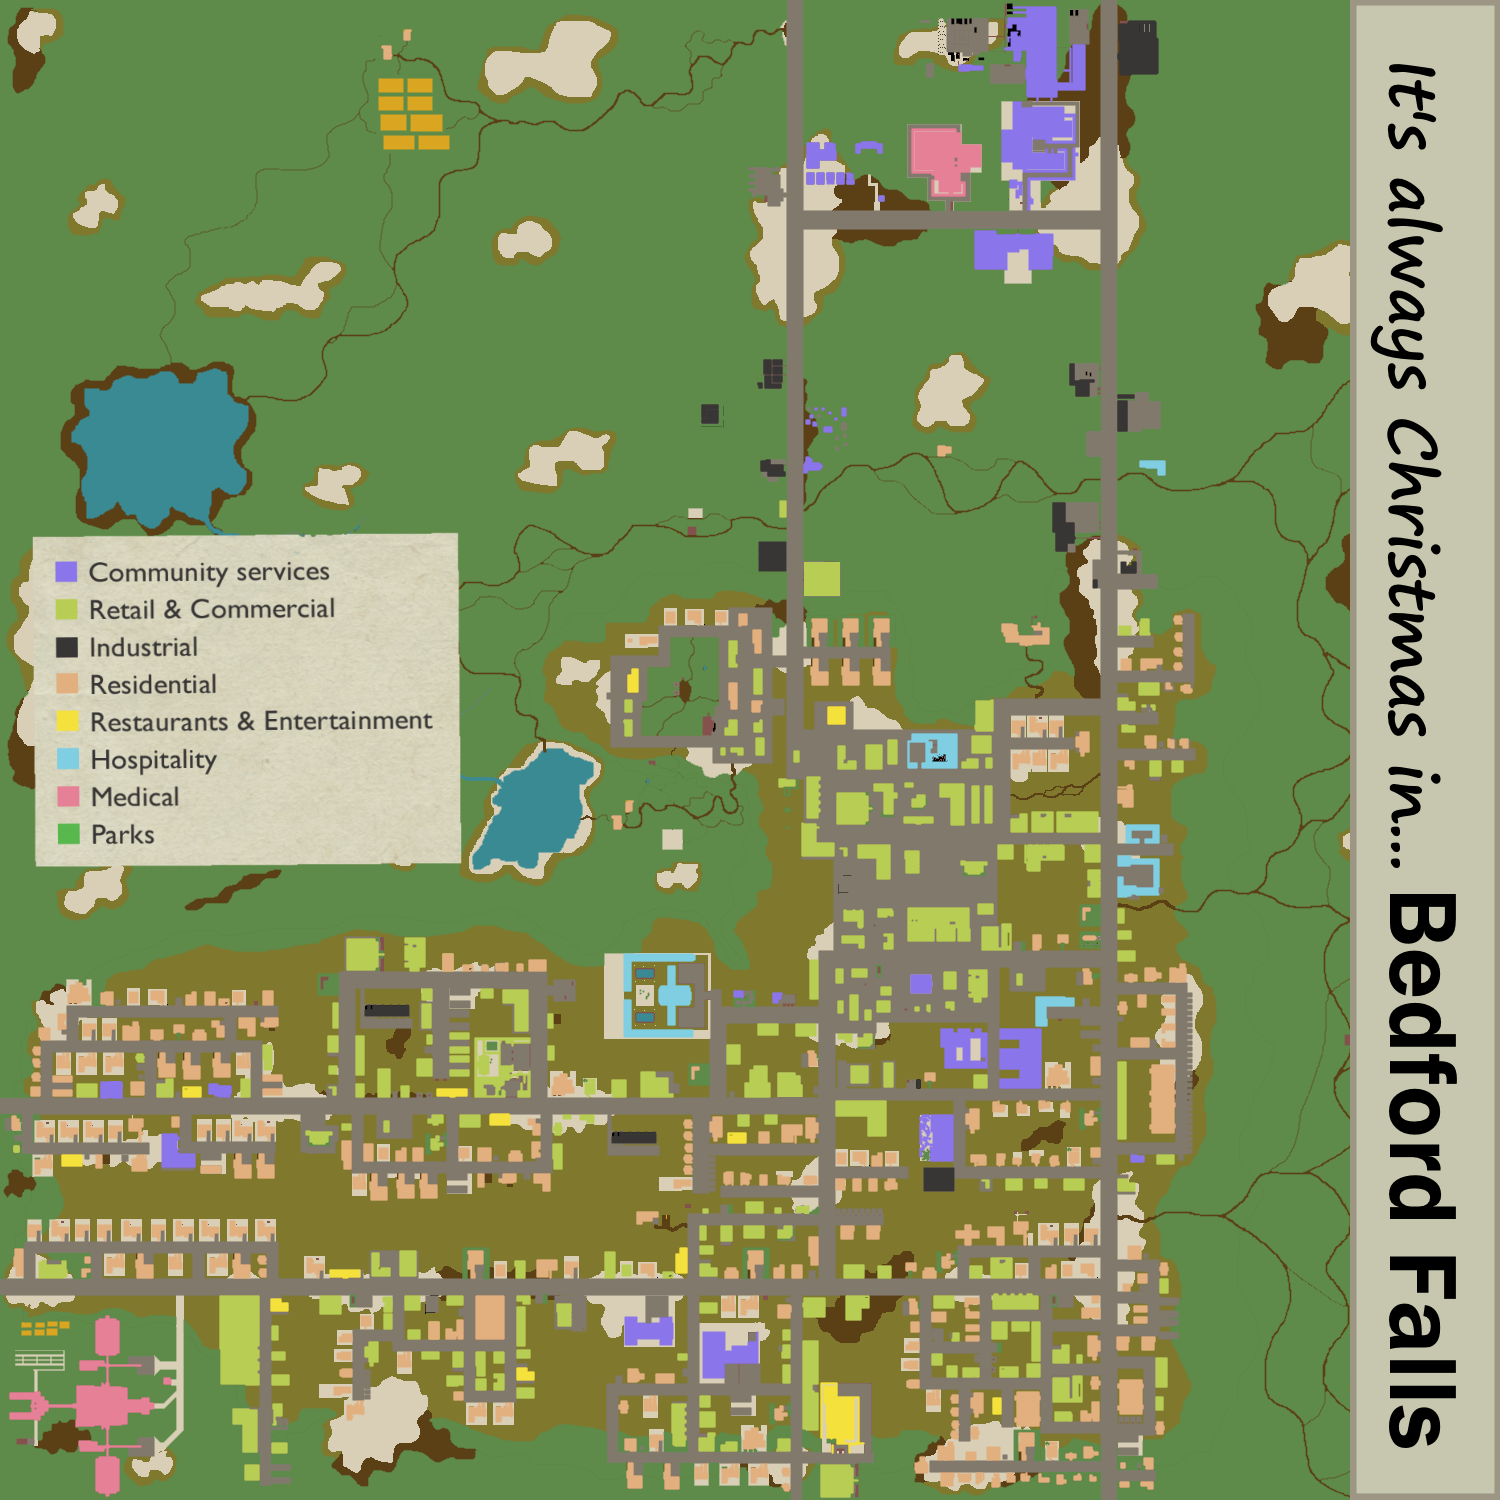 Community services
Retail & Commercial
Industrial
Residential
Restaurants & Entertainment
Hospitality
Medical
Parks
It's always Christmas in... Bedford Falls